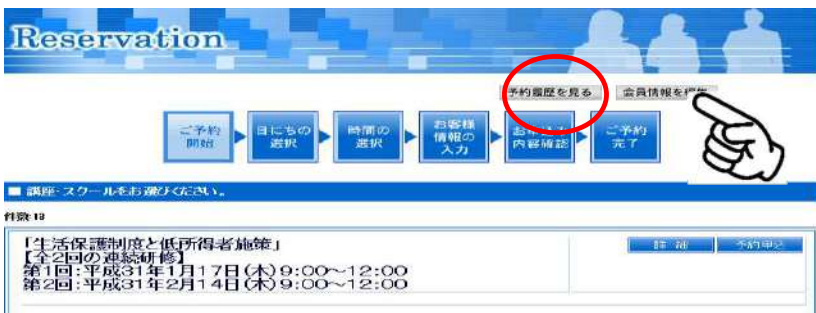 Reservation
予約履歴を見る
会員情報を
ご予約
開始
日にちの
選択
時間の
選択
お客様
情報の
入力
内容確認
ご予約
完了
■ 講座・スクールをお選びください。
件数 18
「生活保護制度と低所得者施策」
【全2回の連続研修】
第1回:平成31年1月17日(木)9:00～12:00
第2回:平成31年2月14日(木)9:00～12:00
詳細
予約申込